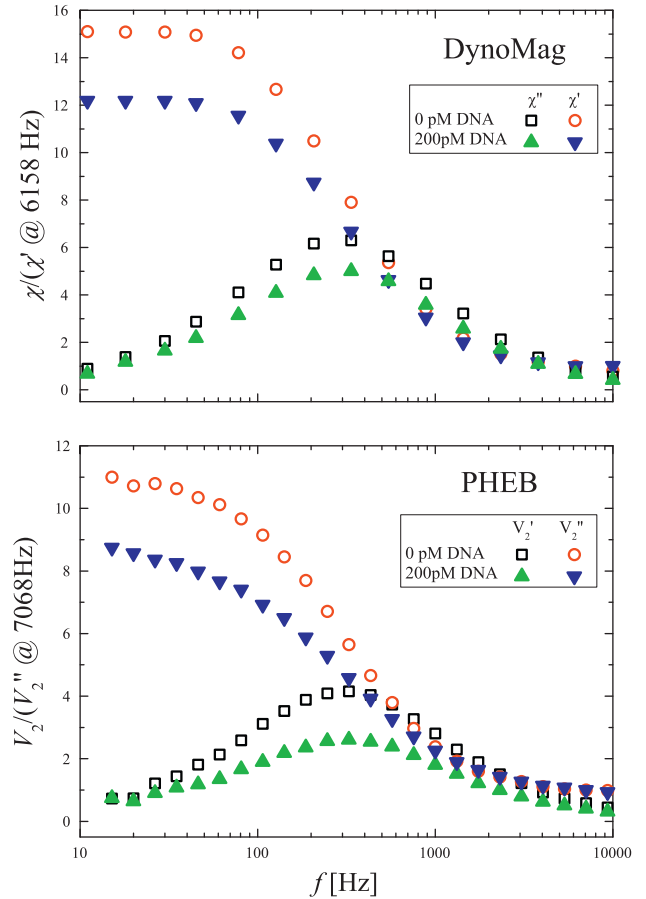 16
14
12
10
8
6
4
2
0
χ/(χ' @ 6158 Hz)
DynoMag
χ'' χ'
0 pM DNA
200pM DNA
12
10
8
6
4
2
0
V₂/(V₂'' @ 7068Hz)
PHEB
V₂' V₂''
0 pM DNA
200pM DNA
10 100 1000 10000
f [Hz]